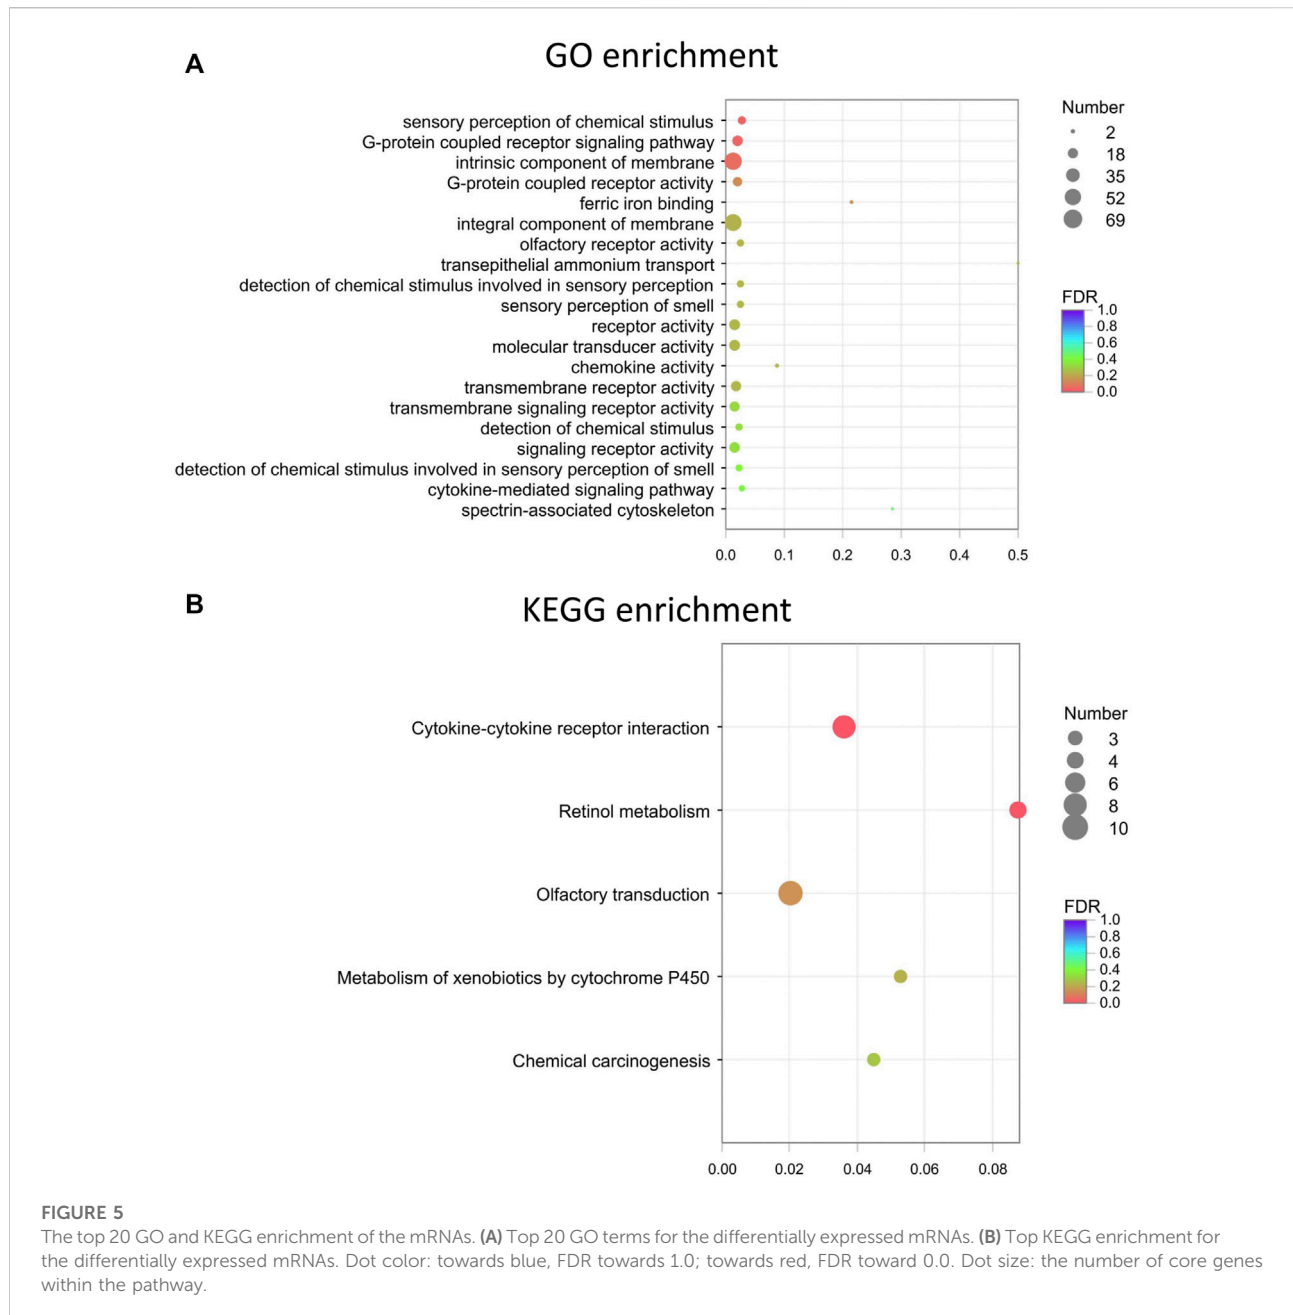 A
GO enrichment
sensory perception of chemical stimulus
G-protein coupled receptor signaling pathway
intrinsic component of membrane
G-protein coupled receptor activity
ferric iron binding
integral component of membrane
olfactory receptor activity
transepithelial ammonium transport
detection of chemical stimulus involved in sensory perception
sensory perception of smell
receptor activity
molecular transducer activity
chemokine activity
transmembrane receptor activity
transmembrane signaling receptor activity
detection of chemical stimulus
signaling receptor activity
detection of chemical stimulus involved in sensory perception of smell
cytokine-mediated signaling pathway
spectrin-associated cytoskeleton
0.0 0.1 0.2 0.3 0.4 0.5
Number
2
18
35
52
69
FDR
1.0
0.8
0.6
0.4
0.2
0.0
B
KEGG enrichment
Cytokine-cytokine receptor interaction
Retinol metabolism
Olfactory transduction
Metabolism of xenobiotics by cytochrome P450
Chemical carcinogenesis
0.00 0.02 0.04 0.06 0.08
Number
3
4
6
8
10
FDR
1.0
0.8
0.6
0.4
0.2
0.0
FIGURE 5
The top 20 GO and KEGG enrichment of the mRNAs. (A) Top 20 GO terms for the differentially expressed mRNAs. (B) Top KEGG enrichment for
the differentially expressed mRNAs. Dot color: towards blue, FDR towards 1.0; towards red, FDR toward 0.0. Dot size: the number of core genes
within the pathway.